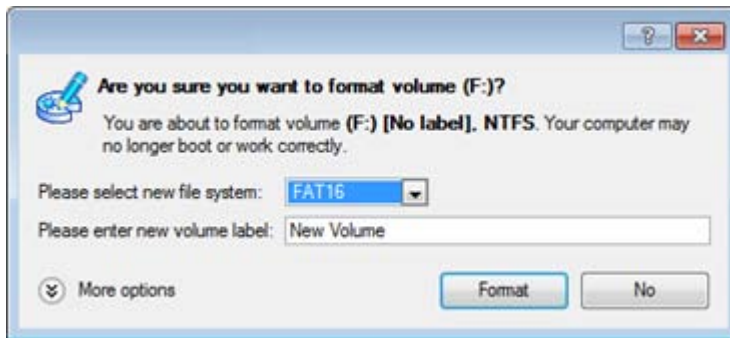 ?
Are you sure you want to format volume (F:)?
You are about to format volume (F:) [No label], NTFS. Your computer may
no longer boot or work correctly.
Please select new file system: FAT16
Please enter new volume label: New Volume
More options Format No